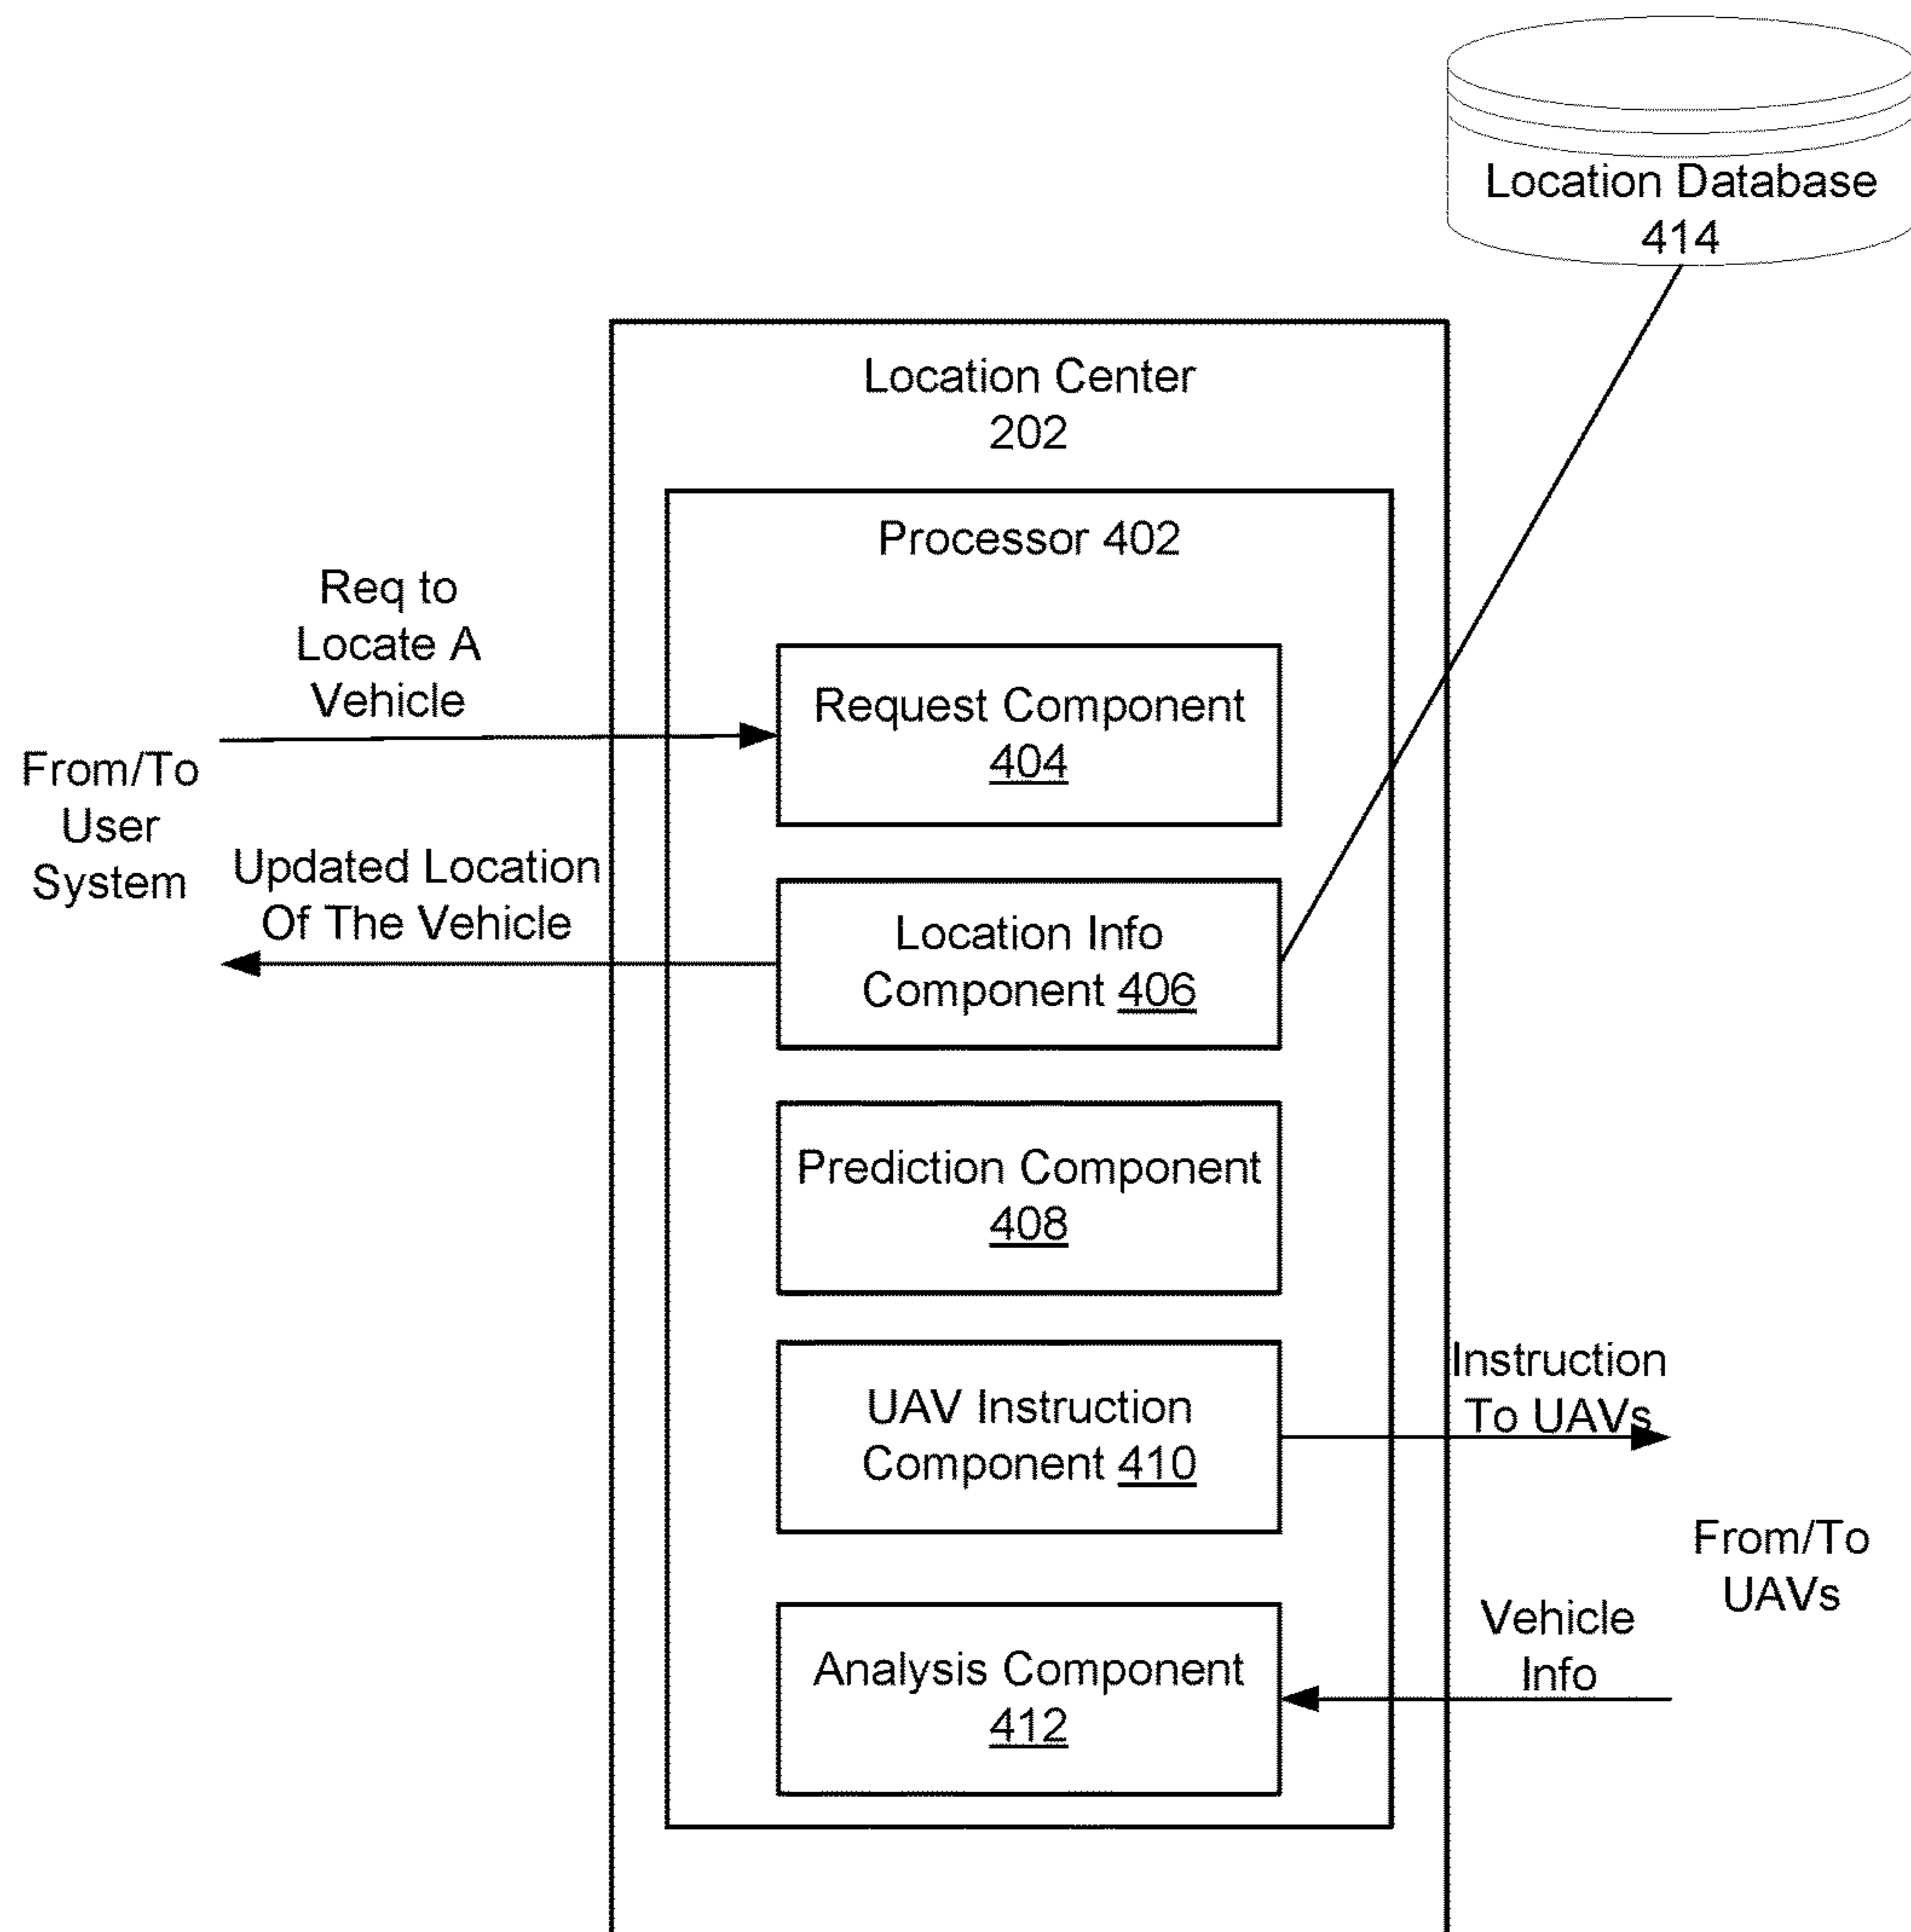 Location Database
414
Location Center
202
Processor 402
Req to
Locate A
Vehicle
Request Component
404
From/To
User
System
Updated Location
Of The Vehicle
Location Info
Component 406
Prediction Component
408
UAV Instruction
Component 410
Instruction
To UAVs
From/To
UAVs
Analysis Component
412
Vehicle
Info